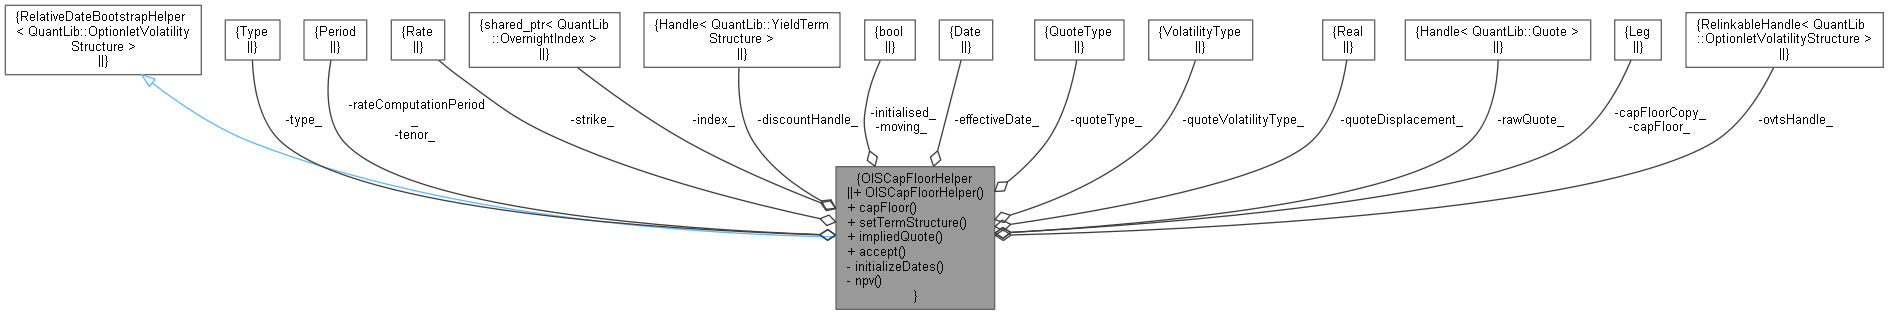 {RelativeDateBootstrapHelper
< QuantLib::OptionletVolatility
Structure >
||}
{Type
||}
{Period
||}
{Rate
||}
{shared_ptr< QuantLib
::OvernightIndex >
||}
{Handle< QuantLib::YieldTerm
Structure >
||}
{bool
||}
{Date
||}
{QuoteType
||}
{VolatilityType
||}
{Real
||}
{Handle< QuantLib::Quote >
||}
{Leg
||}
{RelinkableHandle< QuantLib
::OptionletVolatilityStructure >
||}
-type_
-rateComputationPeriod
_
-tenor_
-strike_
-index_
-discountHandle_
-initialised_
-moving_
-effectiveDate_
-quoteType_
-quoteVolatilityType_
-quoteDisplacement_
-rawQuote_
-capFloorCopy_
-capFloor_
-ovtsHandle_
{OISCapFloorHelper
||+ OISCapFloorHelper()
+ capFloor()
+ setTermStructure()
+ impliedQuote()
+ accept()
- initializeDates()
- npv()
}